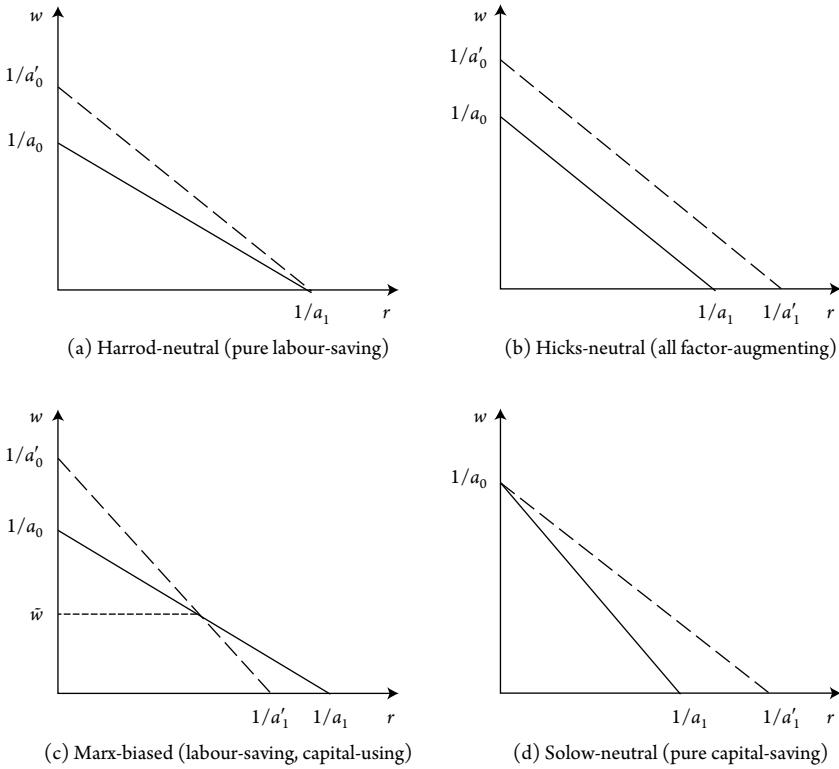 w
1/a′₀
1/a₀
1/a₁
r
(a) Harrod-neutral (pure labour-saving)
w
1/a′₀
1/a₀
1/a₁
1/a′₁
r
(b) Hicks-neutral (all factor-augmenting)
w
1/a′₀
1/a₀
w̄
1/a′₁
1/a₁
r
(c) Marx-biased (labour-saving, capital-using)
w
1/a₀
1/a₁
1/a′₁
r
(d) Solow-neutral (pure capital-saving)